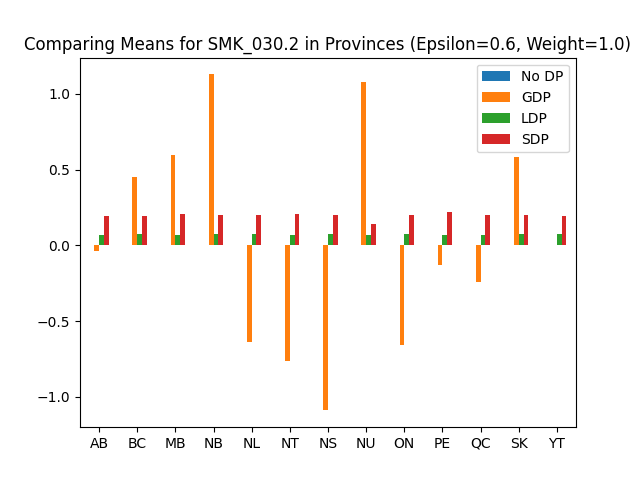 Comparing Means for SMK_030.2 in Provinces (Epsilon=0.6, Weight=1.0)
No DP
GDP
LDP
SDP
1.0
0.5
0.0
−0.5
−1.0
AB BC MB NB NL NT NS NU ON PE QC SK YT